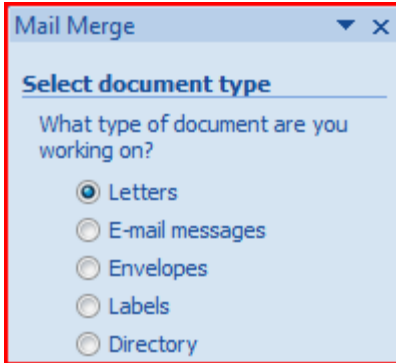 Mail Merge
Select document type
What type of document are you
working on?
Letters
E-mail messages
Envelopes
Labels
Directory